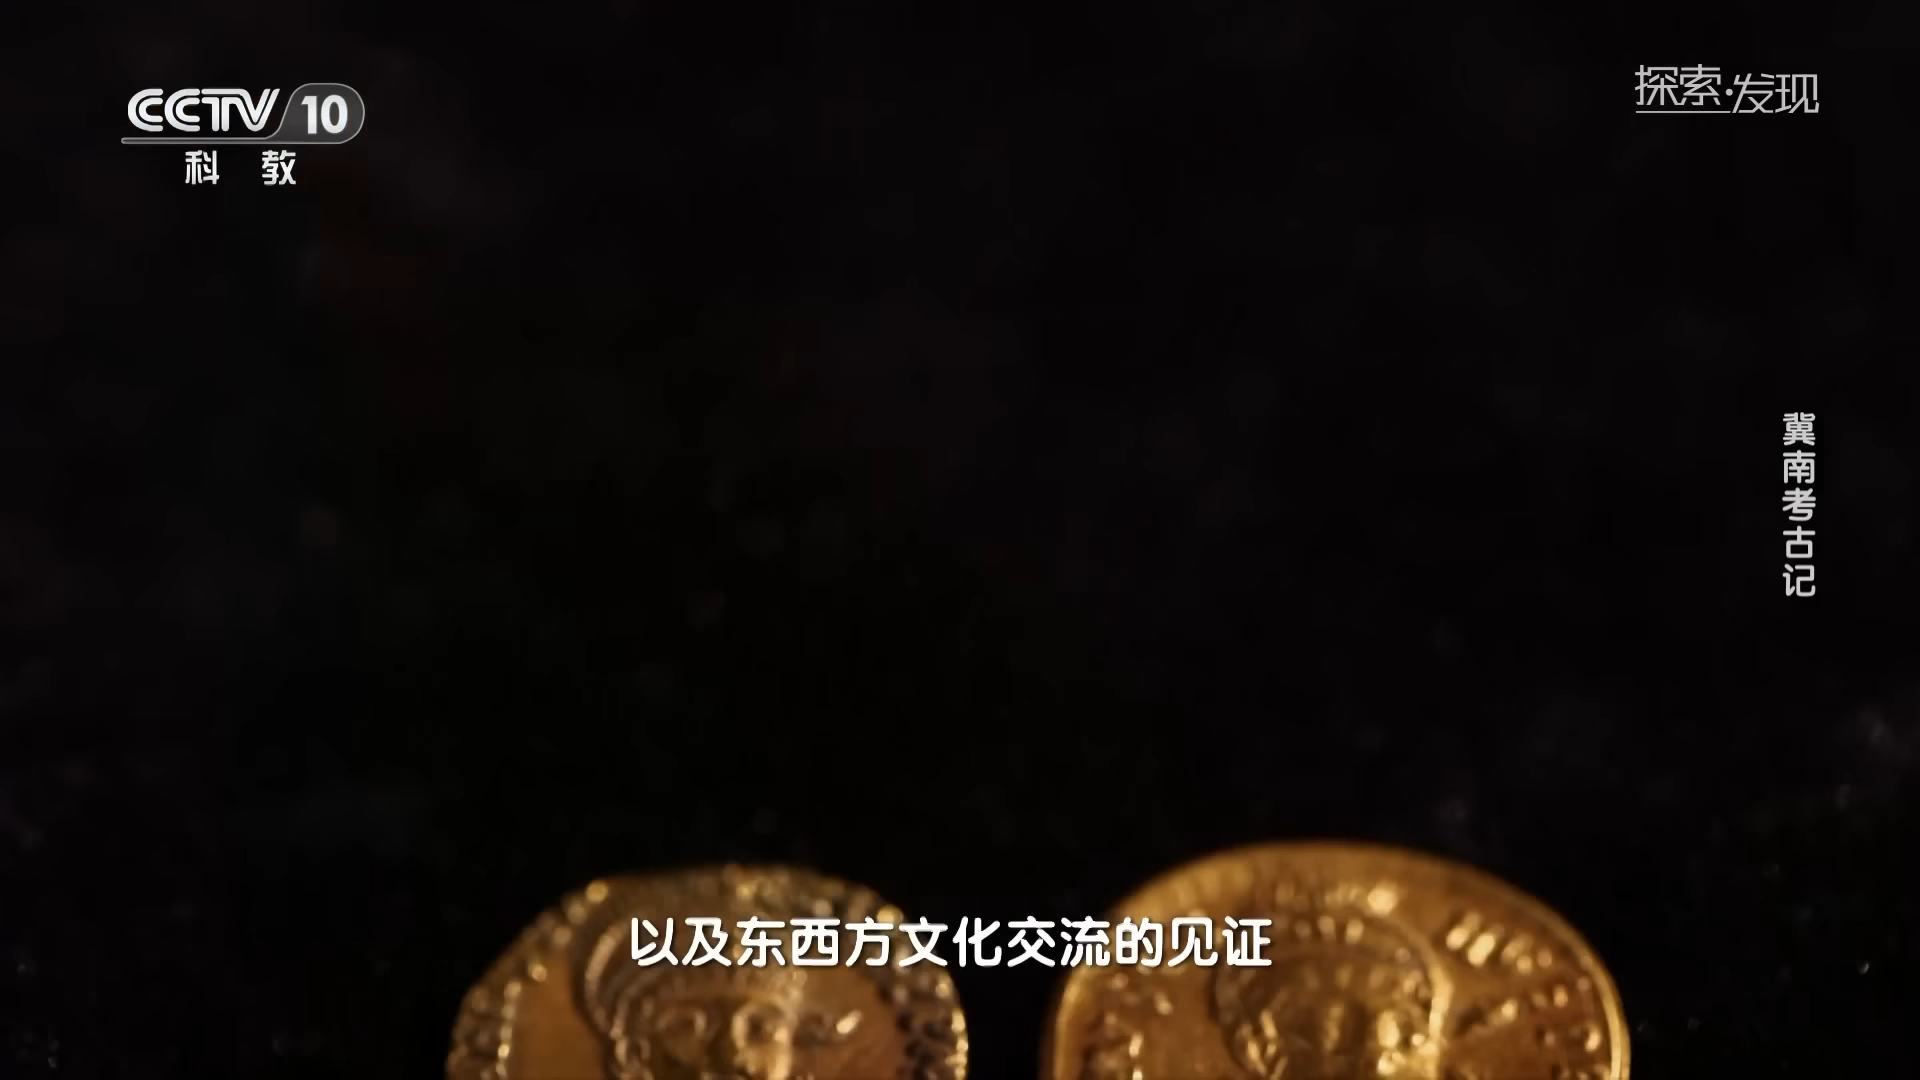 CCTV 10
科 教
探索·发现
冀南考古记
以及东西方文化交流的见证